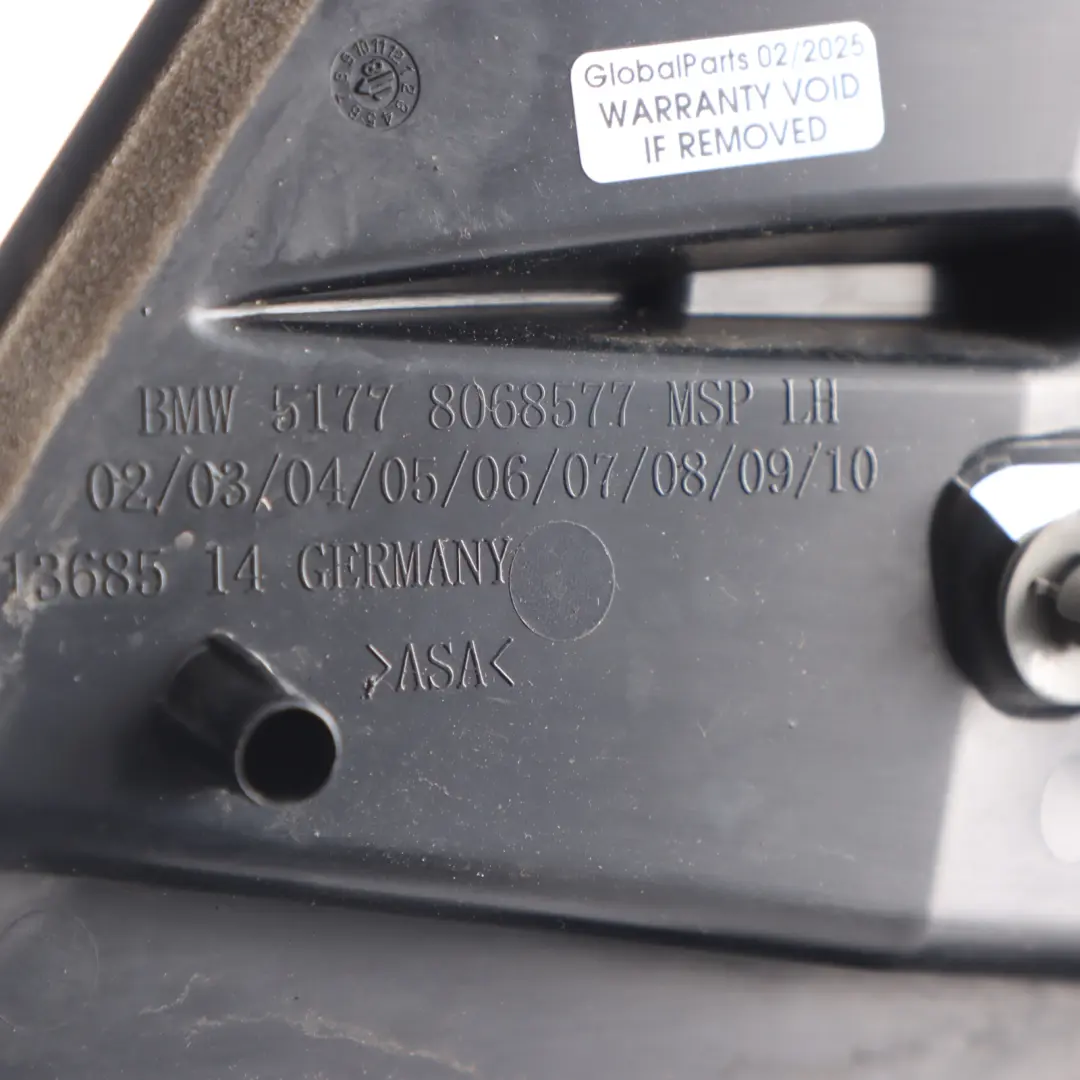 GlobalParts 02/2025
WARRANTY VOID
IF REMOVED
BMW 5177 8068577 MSP LH
02/03/04/05/06/07/08/09/10
13685 14 GERMANY
>ASA<